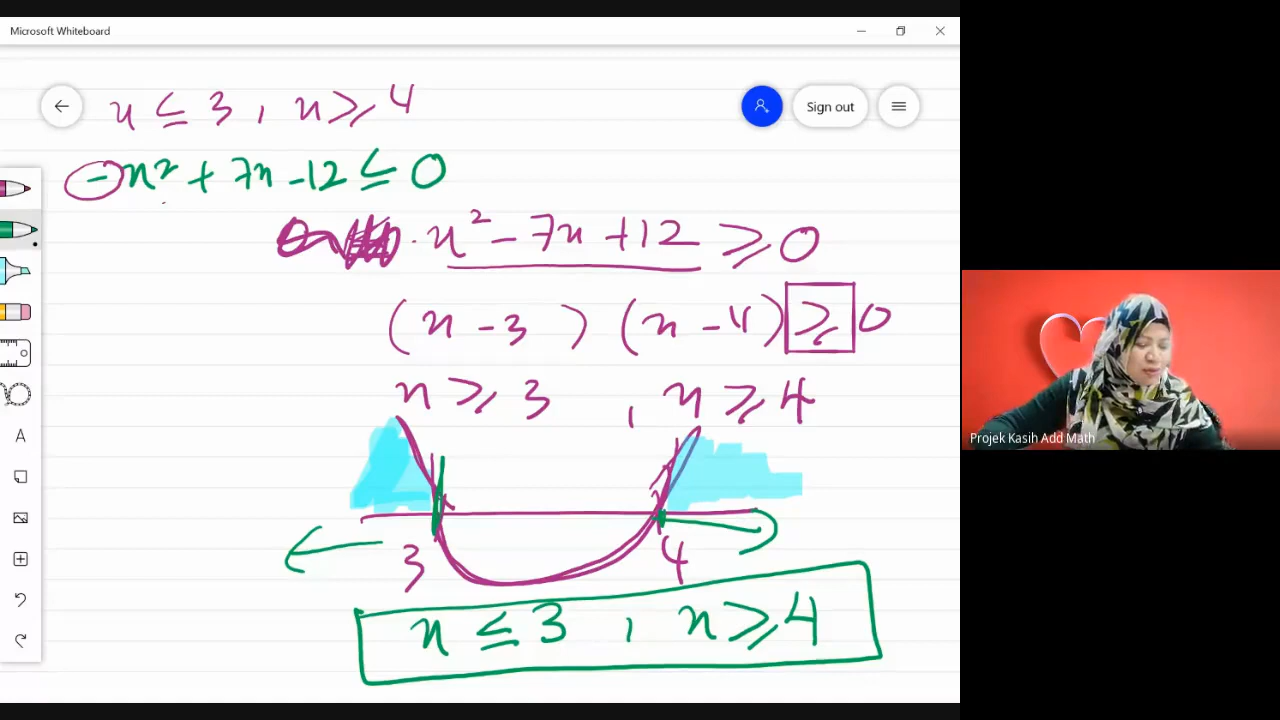 Microsoft Whiteboard
x ≤ 3 , x ≥ 4
Sign out
-x² + 7x - 12 ≤ 0
x² - 7x + 12 ≥ 0
(x - 3 ) (x - 4) ≥ 0
x ≥ 3 , x ≥ 4
A
Projek Kasih Add Math
3 4
x ≤ 3 , x ≥ 4